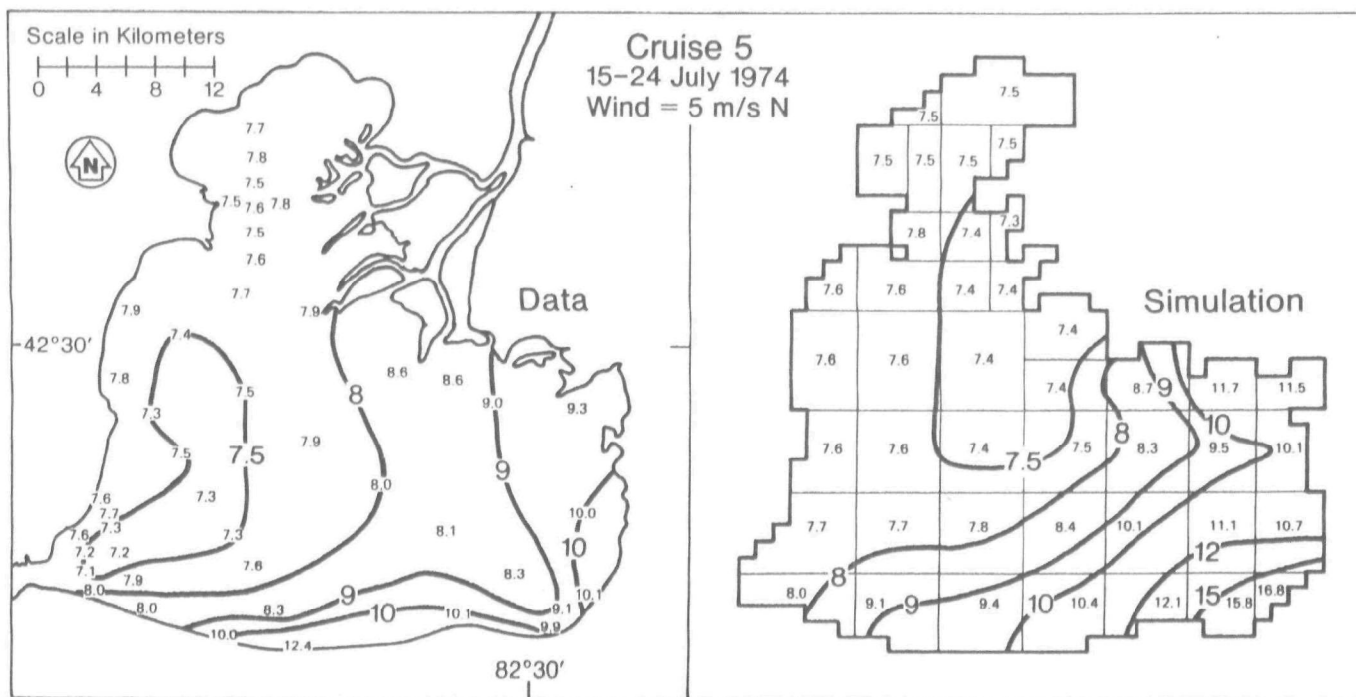 Scale in Kilometers
0 4 8 12
N
Cruise 5
15–24 July 1974
Wind = 5 m/s N
Data
7.7
7.8
7.5
7.5 7.6 7.8
7.5
7.6
7.7
7.9 7.9
42°30′
7.4
8.6 8.6
7.8 7.5 8 9.0 9.3
7.3
7.9
7.5 7.5 9
7.6 7.3 8.0
7.7 10.0
7.6 7.3 7.3 8.1 10
7.2 7.2
7.1 7.9 7.6 8.3
8.0 10.1
8.0 8.3 9 9.1
10.0 10 10.1 9.9
12.4
82°30′
Simulation
7.5
7.5
7.5 7.5 7.5 7.5
7.3
7.8 7.4
7.6 7.6 7.4 7.4
7.4
7.6 7.6 7.4
7.4 8.7 9 11.7 11.5
10
8
7.6 7.6 7.4 7.5 8.3 9.5 10.1
7.5
7.7 7.7 7.8 8.4 10.1 11.1 10.7
12
8
8.0 9.1 9 9.4 10 10.4 12.1 15 15.8 16.8